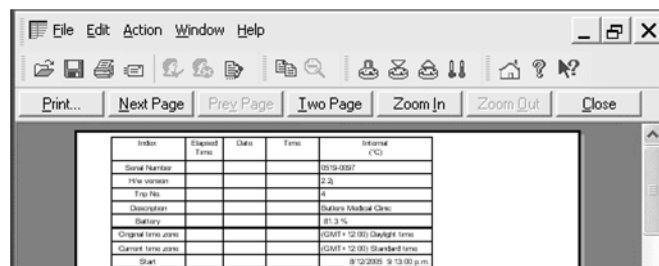 File Edit Action Window Help
Print... Next Page Prev Page Two Page Zoom In Zoom Out Close
Index Elapsed Time Date Time Internal (°C)
Serial Number 0519-0097
H/w version 2.2j
Trip No. 4
Description Butlers Medical Clinic
Battery 81.3 %
Original time zone (GMT+12:00) Daylight time
Current time zone (GMT+12:00) Standard time
Start 8/12/2005 9:13:00 p.m.